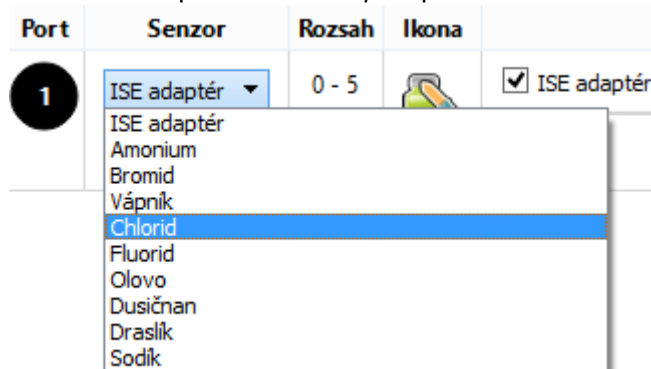 Port Senzor Rozsah Ikona
1 ISE adaptér 0 - 5 ISE adaptér
ISE adaptér
Amonium
Bromid
Vápník
Chlorid
Fluorid
Olovo
Dusičnan
Draslík
Sodík